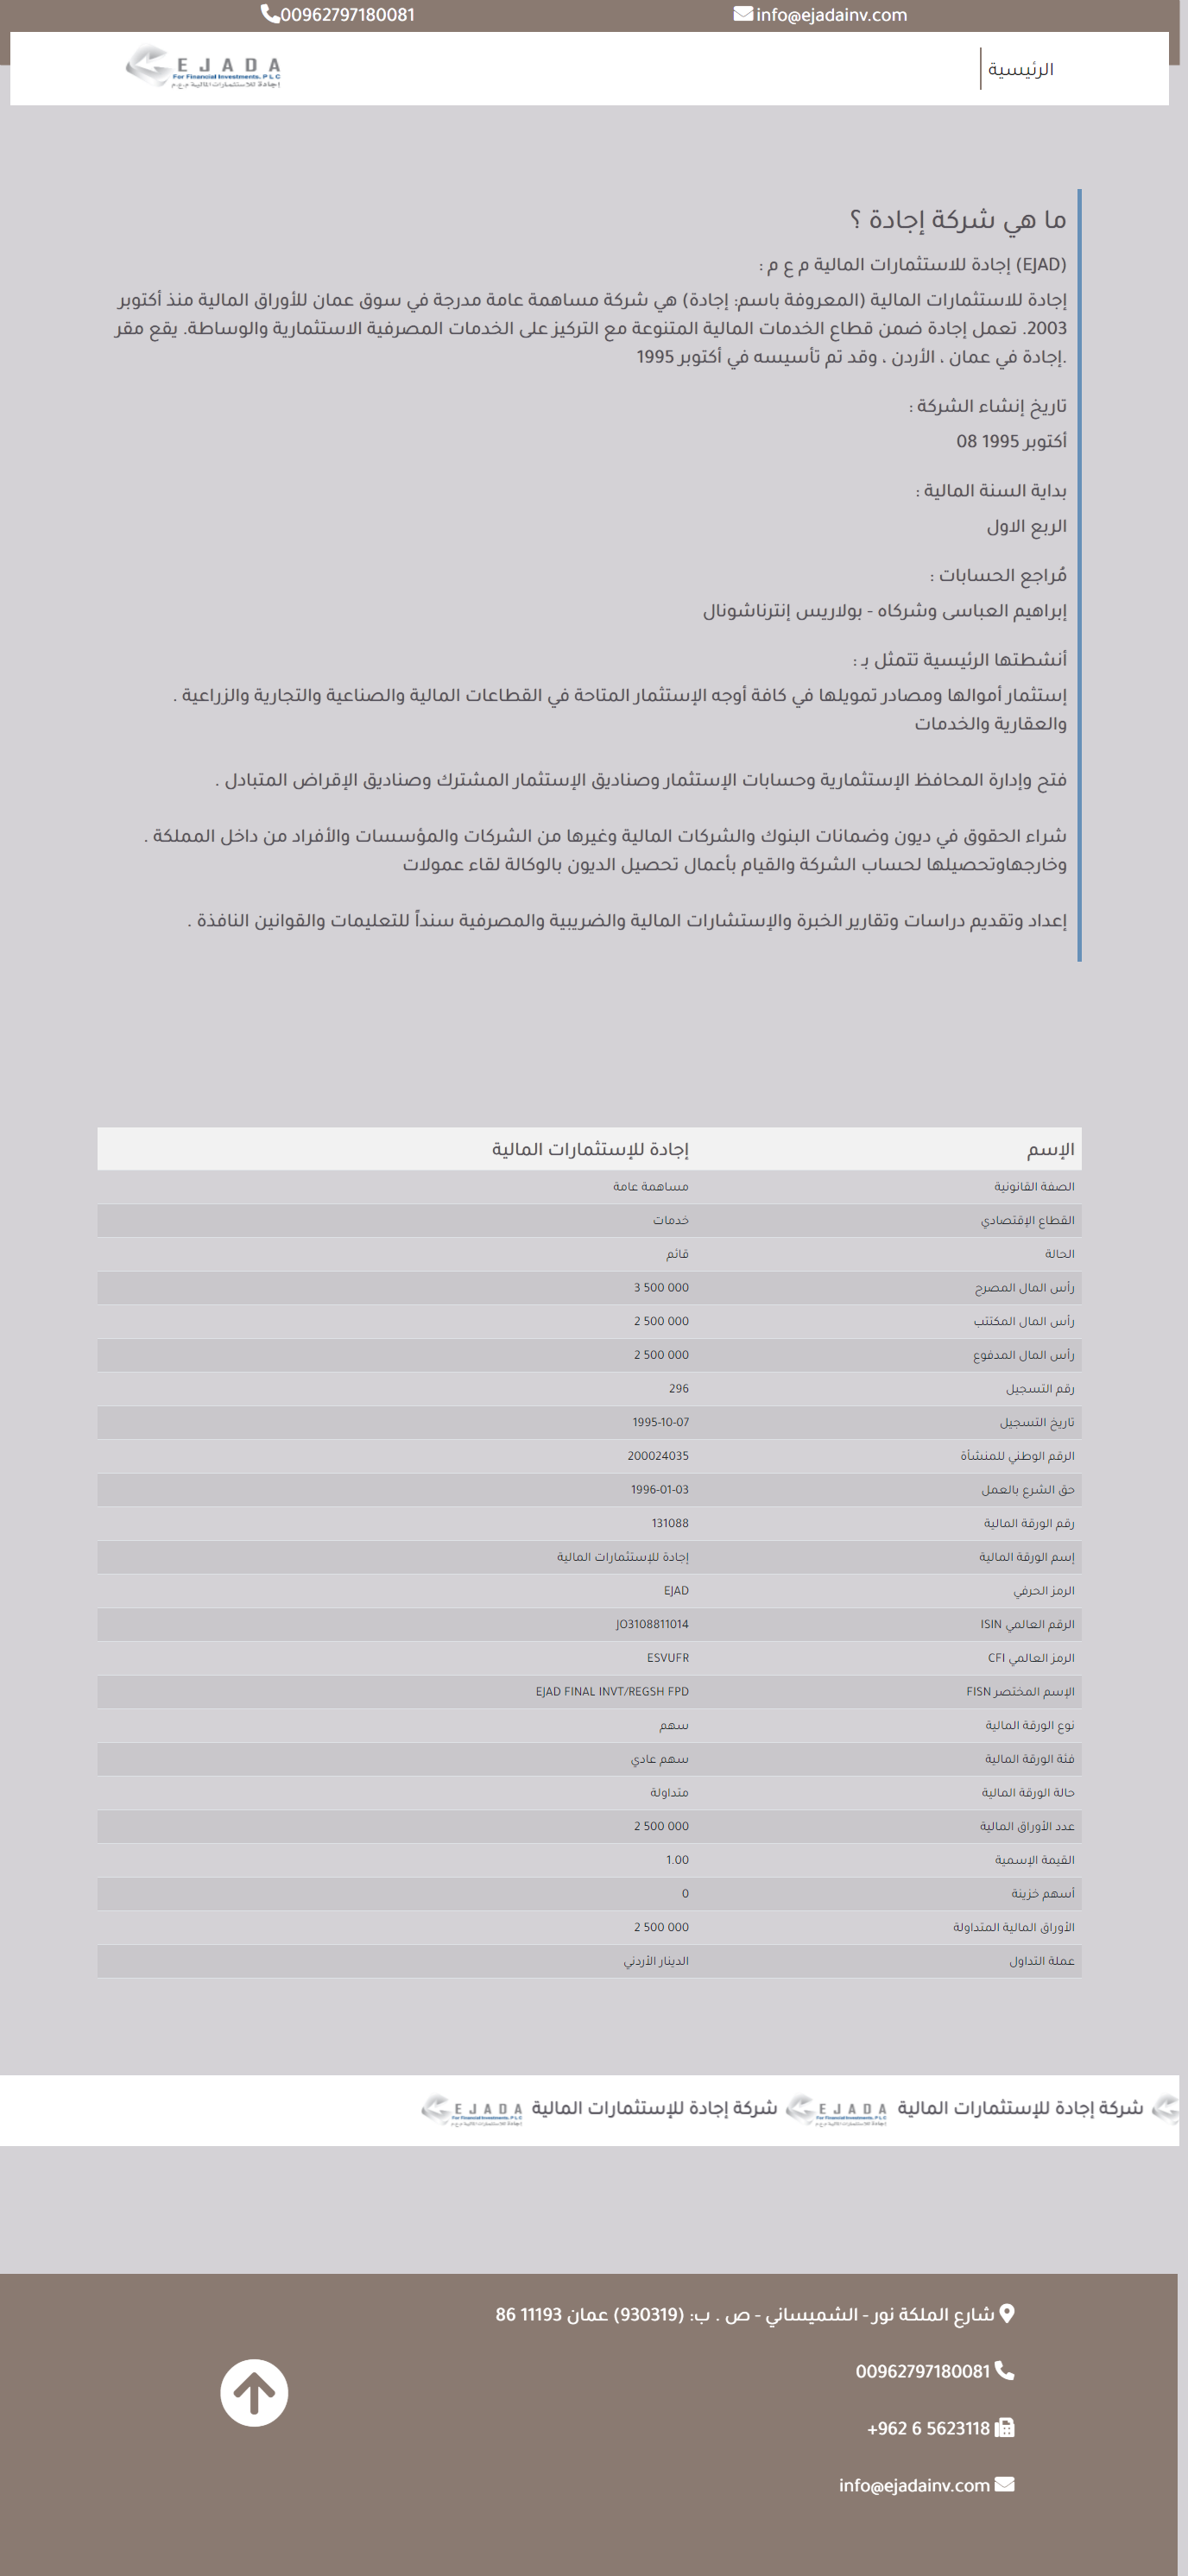 00962797180081
info@ejadainv.com
الرئيسية
EJADA
For Financial Investments. P L C
إجادة للاستثمارات المالية م.ع.م
ما هي شركة إجادة ؟
(EJAD) إجادة للاستثمارات المالية م ع م :
إجادة للاستثمارات المالية (المعروفة باسم: إجادة) هي شركة مساهمة عامة مدرجة في سوق عمان للأوراق المالية منذ أكتوبر
2003. تعمل إجادة ضمن قطاع الخدمات المالية المتنوعة مع التركيز على الخدمات المصرفية الاستثمارية والوساطة. يقع مقر
.إجادة في عمان ، الأردن ، وقد تم تأسيسه في أكتوبر 1995
تاريخ إنشاء الشركة :
أكتوبر 1995 08
بداية السنة المالية :
الربع الاول
مُراجع الحسابات :
إبراهيم العباسى وشركاه - بولاريس إنترناشونال
أنشطتها الرئيسية تتمثل بـ :
إستثمار أموالها ومصادر تمويلها في كافة أوجه الإستثمار المتاحة في القطاعات المالية والصناعية والتجارية والزراعية .
والعقارية والخدمات
فتح وإدارة المحافظ الإستثمارية وحسابات الإستثمار وصناديق الإستثمار المشترك وصناديق الإقراض المتبادل .
شراء الحقوق في ديون وضمانات البنوك والشركات المالية وغيرها من الشركات والمؤسسات والأفراد من داخل المملكة .
وخارجهاوتحصيلها لحساب الشركة والقيام بأعمال تحصيل الديون بالوكالة لقاء عمولات
إعداد وتقديم دراسات وتقارير الخبرة والإستشارات المالية والضريبية والمصرفية سنداً للتعليمات والقوانين النافذة .
الإسم إجادة للإستثمارات المالية
الصفة القانونية مساهمة عامة
القطاع الإقتصادي خدمات
الحالة قائم
رأس المال المصرح 3 500 000
رأس المال المكتتب 2 500 000
رأس المال المدفوع 2 500 000
رقم التسجيل 296
تاريخ التسجيل 1995-10-07
الرقم الوطني للمنشأة 200024035
حق الشرع بالعمل 1996-01-03
رقم الورقة المالية 131088
إسم الورقة المالية إجادة للإستثمارات المالية
الرمز الحرفي EJAD
الرقم العالمي ISIN JO3108811014
الرمز العالمي CFI ESVUFR
الإسم المختصر FISN EJAD FINAL INVT/REGSH FPD
نوع الورقة المالية سهم
فئة الورقة المالية سهم عادي
حالة الورقة المالية متداولة
عدد الأوراق المالية 2 500 000
القيمة الإسمية 1.00
أسهم خزينة 0
الأوراق المالية المتداولة 2 500 000
عملة التداول الدينار الأردني
شركة إجادة للإستثمارات المالية EJADA شركة إجادة للإستثمارات المالية EJADA
For Financial Investments. P L C For Financial Investments. P L C
إجادة للاستثمارات المالية م.ع.م إجادة للاستثمارات المالية م.ع.م
شارع الملكة نور - الشميساني - ص . ب: (930319) عمان 11193 86
00962797180081
+962 6 5623118
info@ejadainv.com